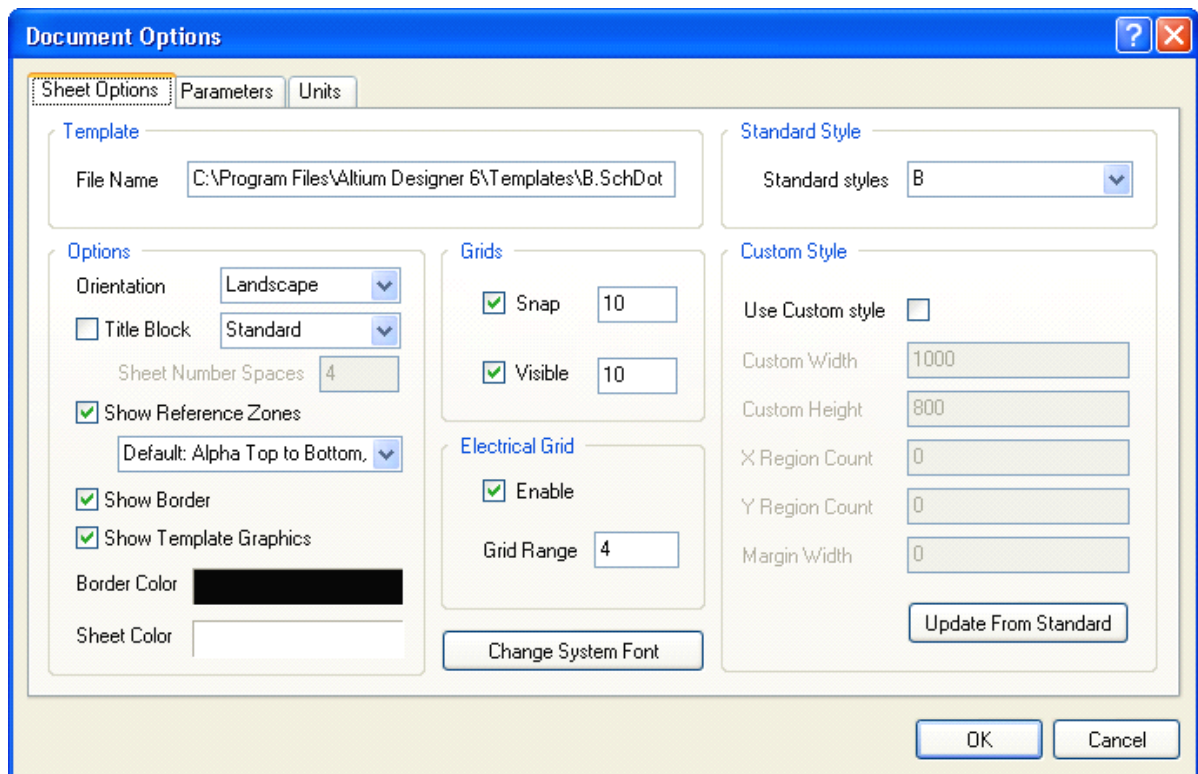 Document Options
Sheet Options
Parameters
Units
Template
File Name
C:\Program Files\Altium Designer 6\Templates\B.SchDot
Standard Style
Standard styles
B
Options
Orientation
Landscape
Title Block
Standard
Sheet Number Spaces
4
Show Reference Zones
Default: Alpha Top to Bottom,
Show Border
Show Template Graphics
Border Color
Sheet Color
Grids
Snap
10
Visible
10
Electrical Grid
Enable
Grid Range
4
Change System Font
Custom Style
Use Custom style
Custom Width
1000
Custom Height
800
X Region Count
0
Y Region Count
0
Margin Width
0
Update From Standard
OK
Cancel